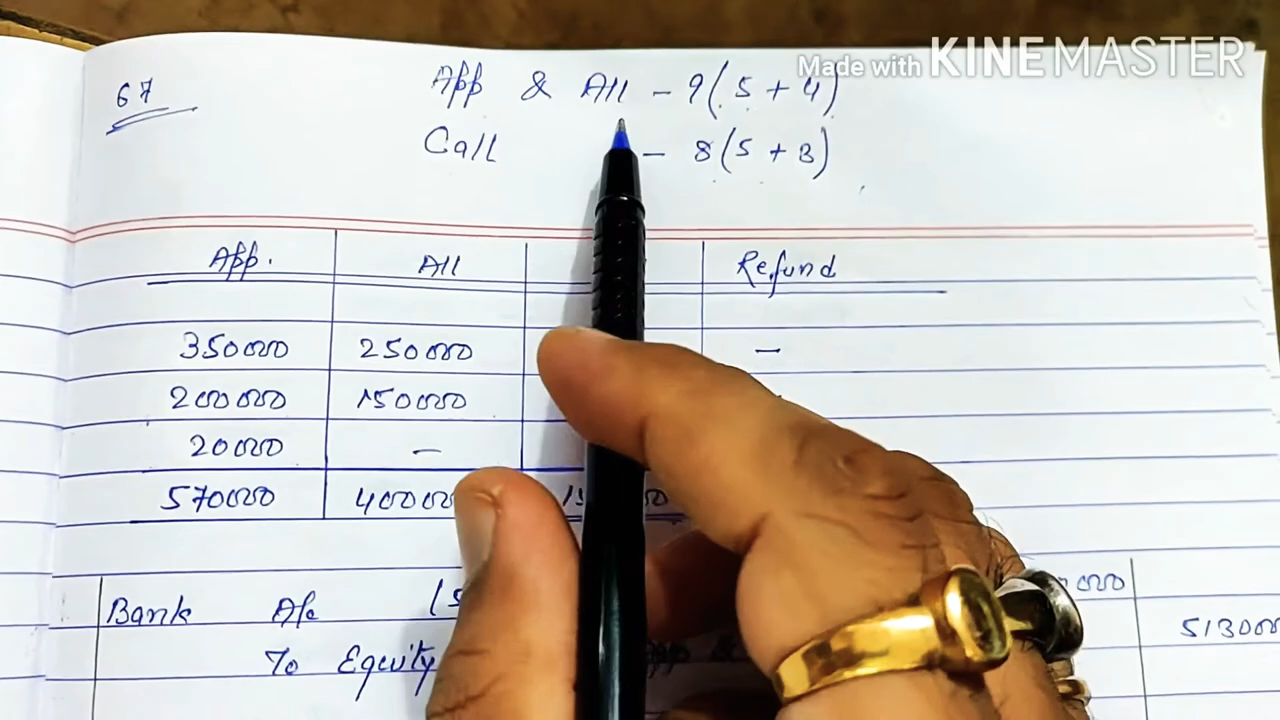 Made with KINEMASTER
67
App & All - 9(5 + 4)
Call - 8(5 + 3)
App. All Refund
350000 250000 -
200000 150000
20000 -
570000
Bank A/c
513000
To Equity